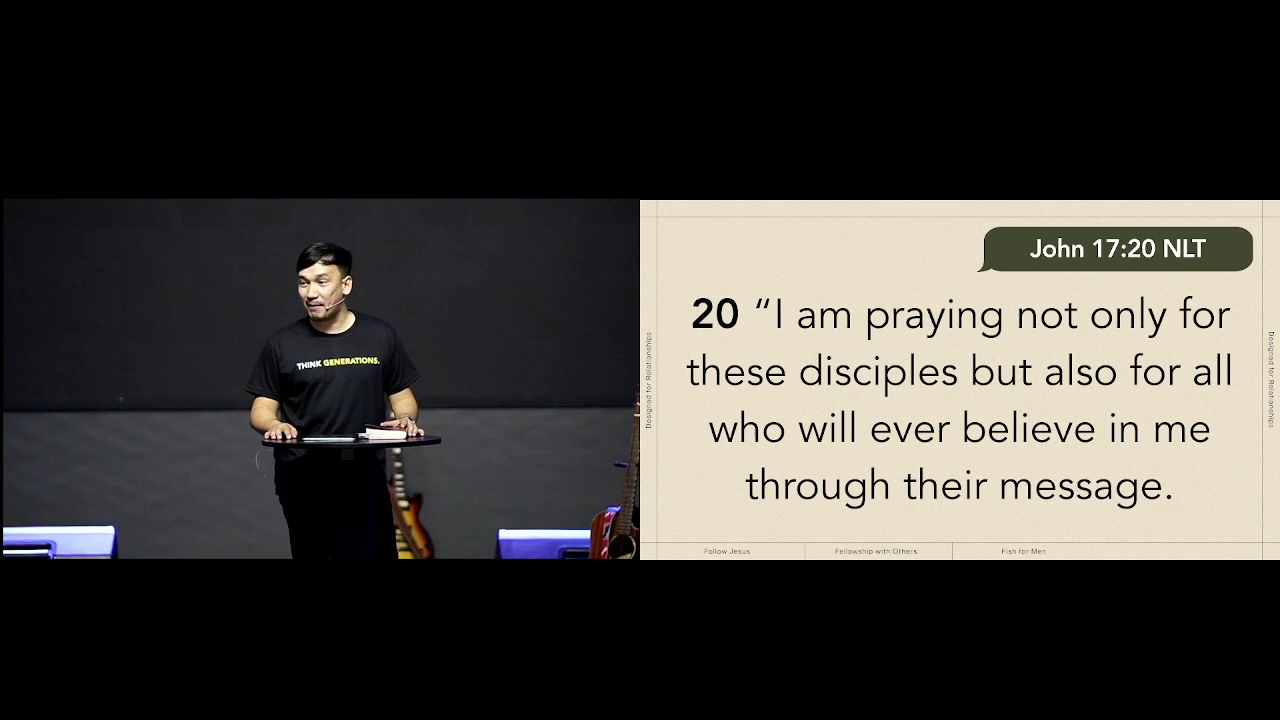 THINK GENERATIONS.
John 17:20 NLT
20 “I am praying not only for
these disciples but also for all
who will ever believe in me
through their message.
Designed for Relationships
Designed for Relationships
Follow Jesus
Fellowship with Others
Fish for Men